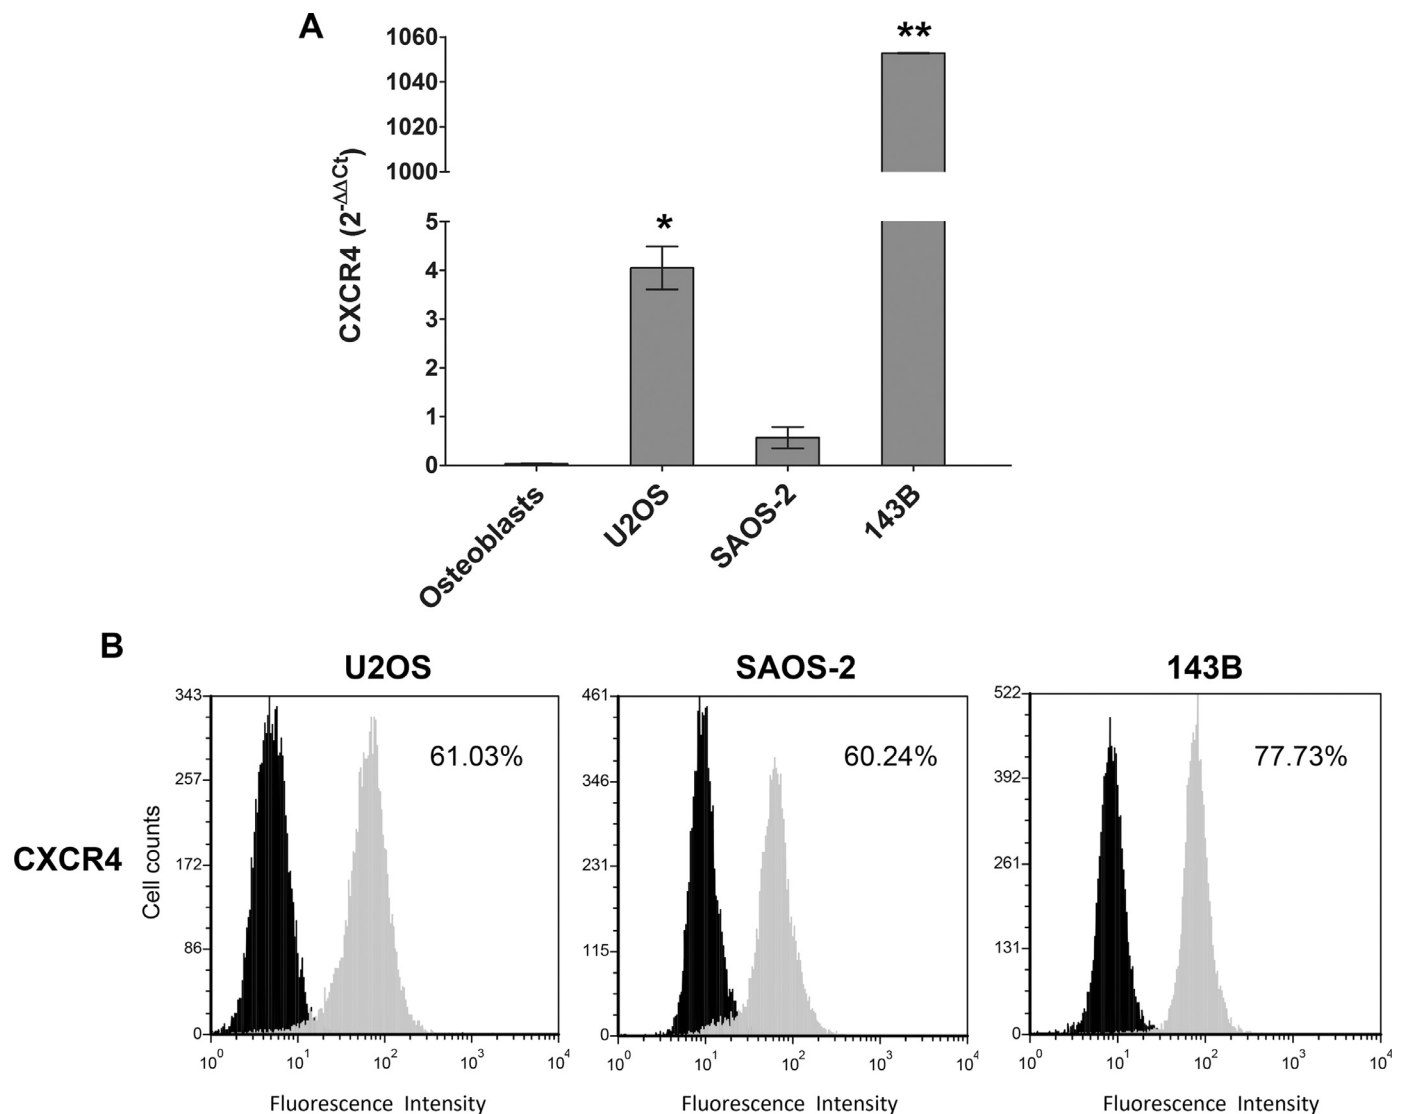 A
1060
1040
1020
1000
**
CXCR4 (2^-ΔΔCt)
5
4
3
2
1
0
*
Osteoblasts
U2OS
SAOS-2
143B
B
CXCR4
U2OS
343
257
172
86
0
Cell counts
61.03%
10^0 10^1 10^2 10^3 10^4
Fluorescence Intensity
SAOS-2
461
346
231
115
0
60.24%
10^0 10^1 10^2 10^3 10^4
Fluorescence Intensity
143B
522
392
261
131
0
77.73%
10^0 10^1 10^2 10^3 10^4
Fluorescence Intensity